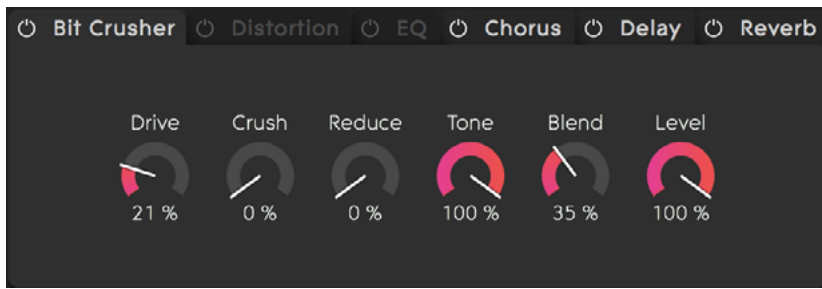 Bit Crusher Distortion EQ Chorus Delay Reverb
Drive Crush Reduce Tone Blend Level
21 % 0 % 0 % 100 % 35 % 100 %